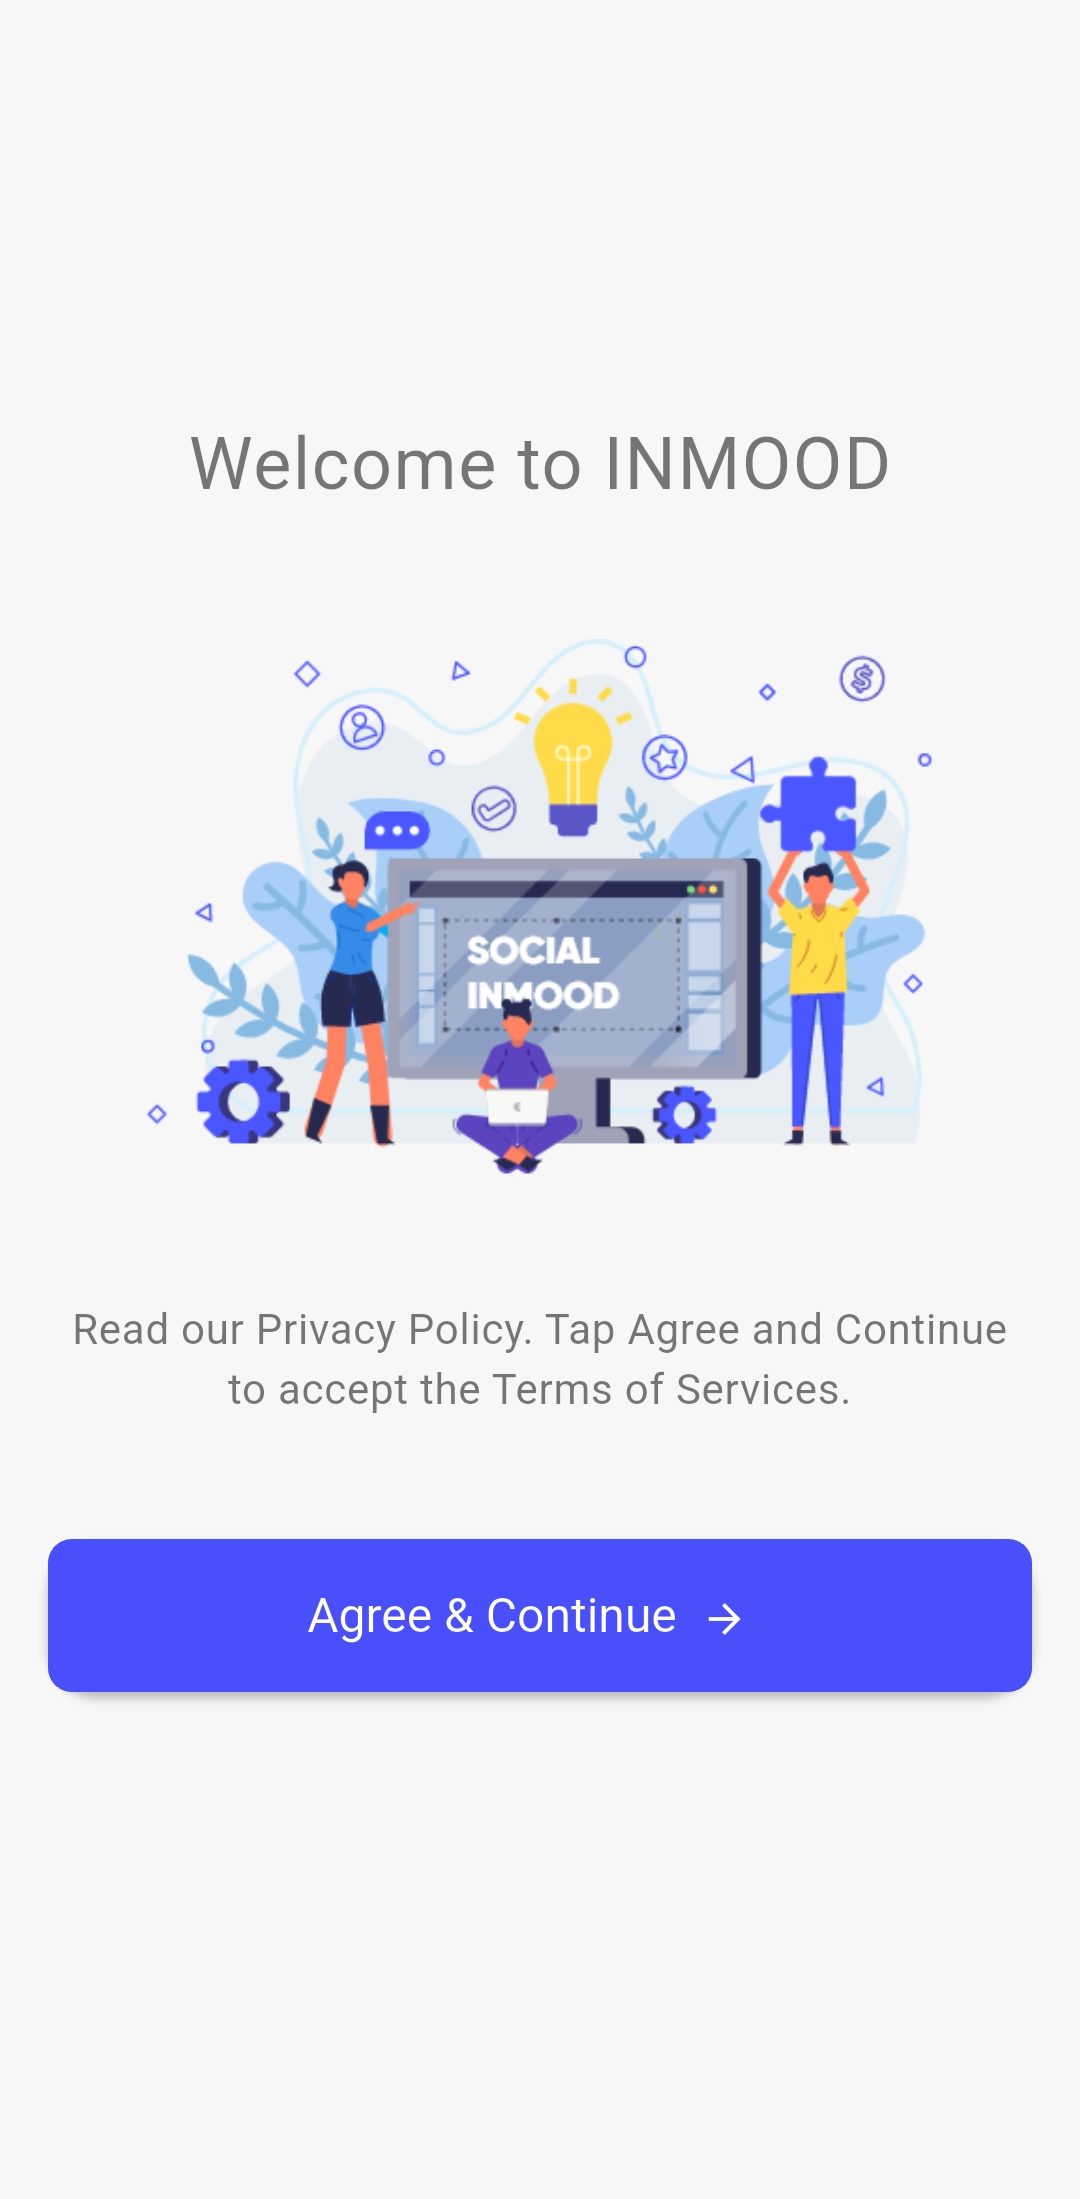 Welcome to INMOOD
SOCIAL
INMOOD
Read our Privacy Policy. Tap Agree and Continue
to accept the Terms of Services.
Agree & Continue